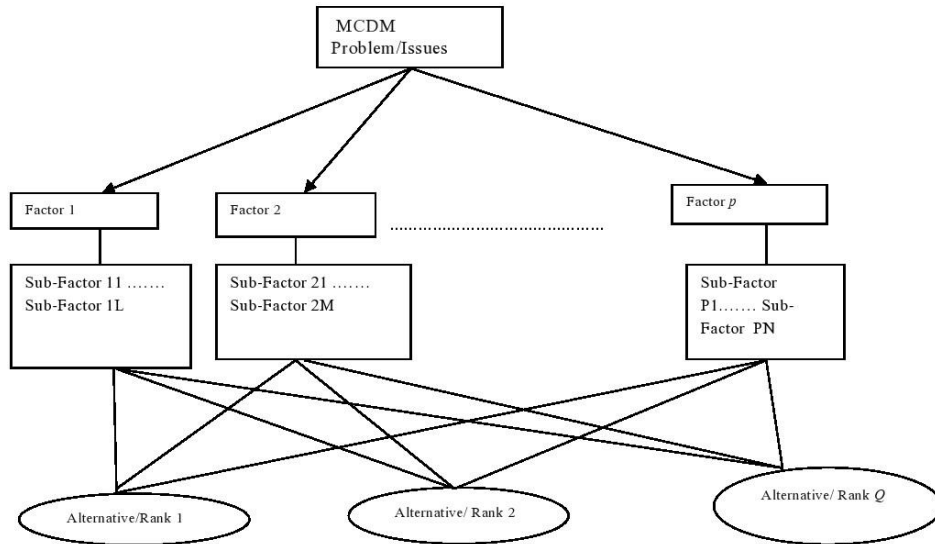 MCDM
Problem/Issues
Factor 1
Factor 2
Factor p
Sub-Factor 11 …….
Sub-Factor 1L
Sub-Factor 21 …….
Sub-Factor 2M
Sub-Factor
P1……. Sub-
Factor PN
Alternative/Rank 1
Alternative/ Rank 2
Alternative/ Rank Q